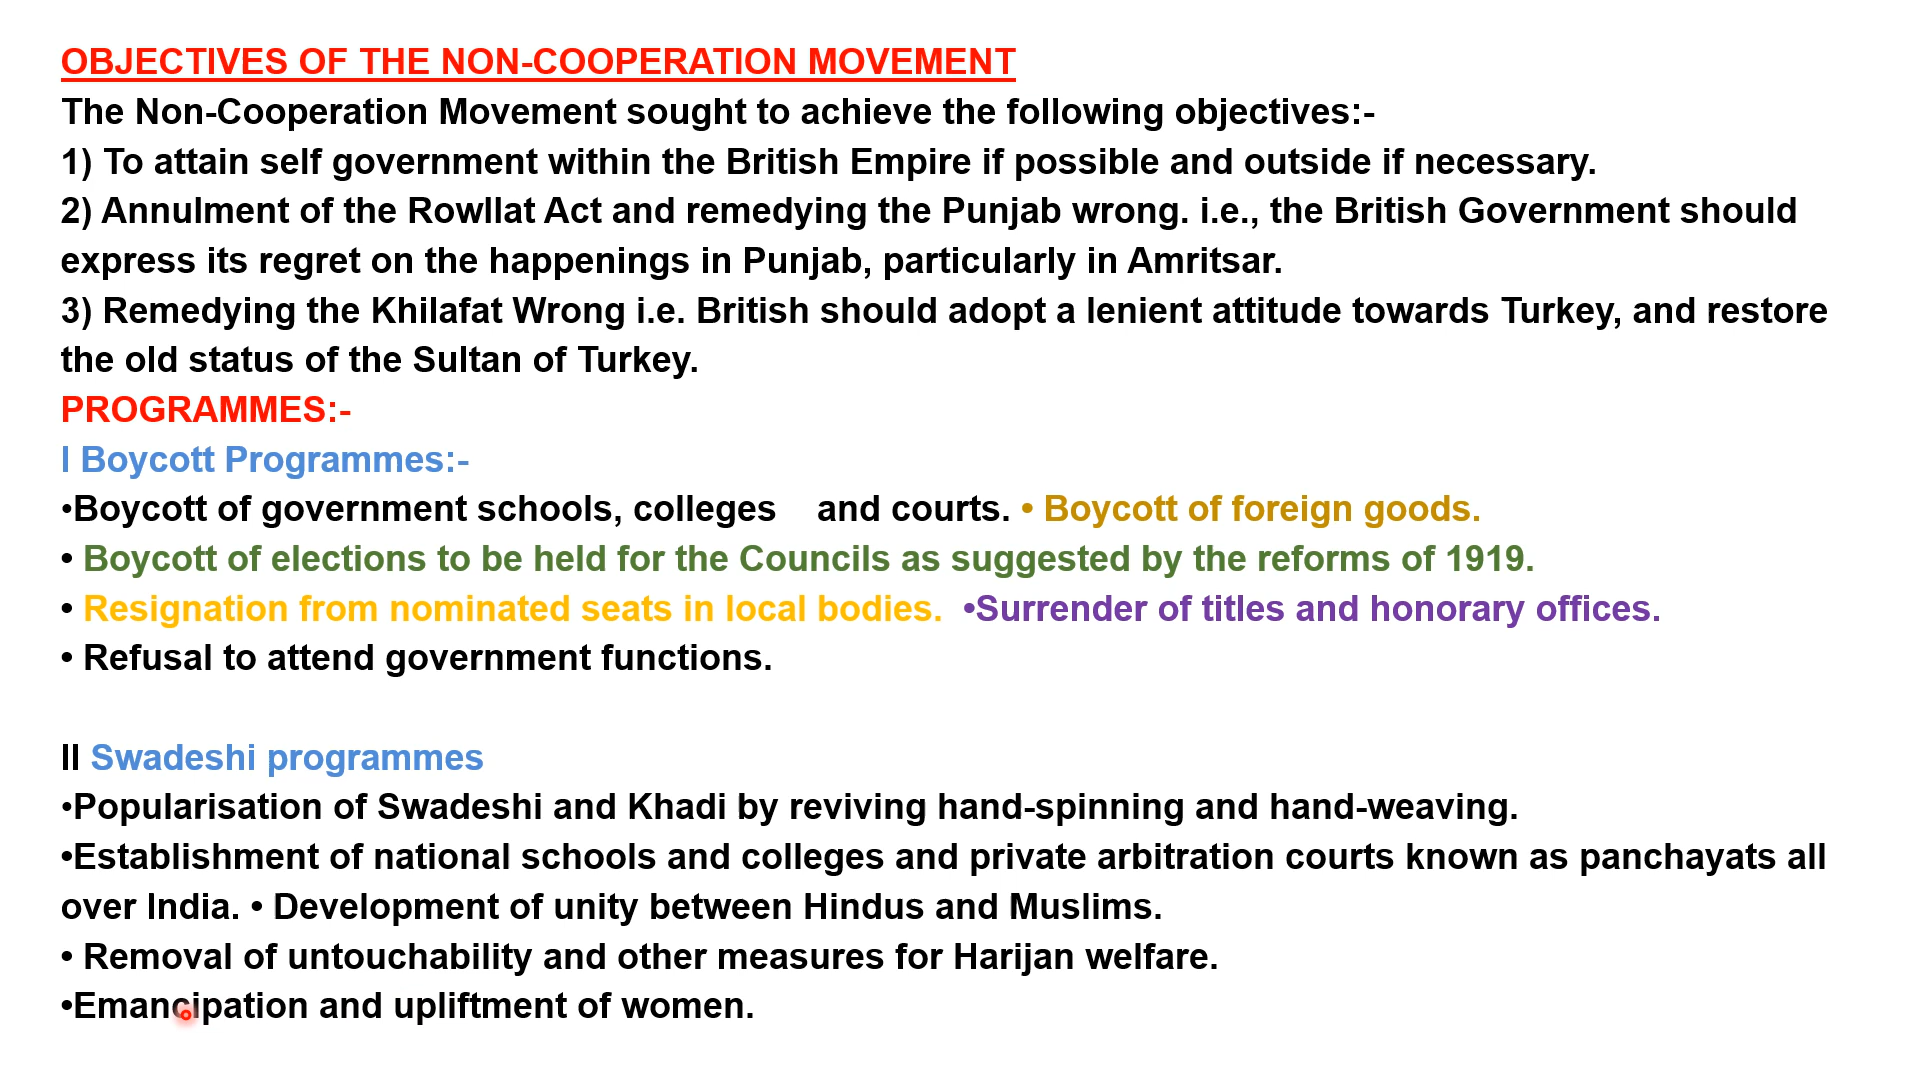 OBJECTIVES OF THE NON-COOPERATION MOVEMENT
The Non-Cooperation Movement sought to achieve the following objectives:-
1) To attain self government within the British Empire if possible and outside if necessary.
2) Annulment of the Rowllat Act and remedying the Punjab wrong. i.e., the British Government should
express its regret on the happenings in Punjab, particularly in Amritsar.
3) Remedying the Khilafat Wrong i.e. British should adopt a lenient attitude towards Turkey, and restore
the old status of the Sultan of Turkey.
PROGRAMMES:-
I Boycott Programmes:-
•Boycott of government schools, colleges    and courts. • Boycott of foreign goods.
• Boycott of elections to be held for the Councils as suggested by the reforms of 1919.
• Resignation from nominated seats in local bodies.  •Surrender of titles and honorary offices.
• Refusal to attend government functions.
II Swadeshi programmes
•Popularisation of Swadeshi and Khadi by reviving hand-spinning and hand-weaving.
•Establishment of national schools and colleges and private arbitration courts known as panchayats all
over India. • Development of unity between Hindus and Muslims.
• Removal of untouchability and other measures for Harijan welfare.
•Emancipation and upliftment of women.